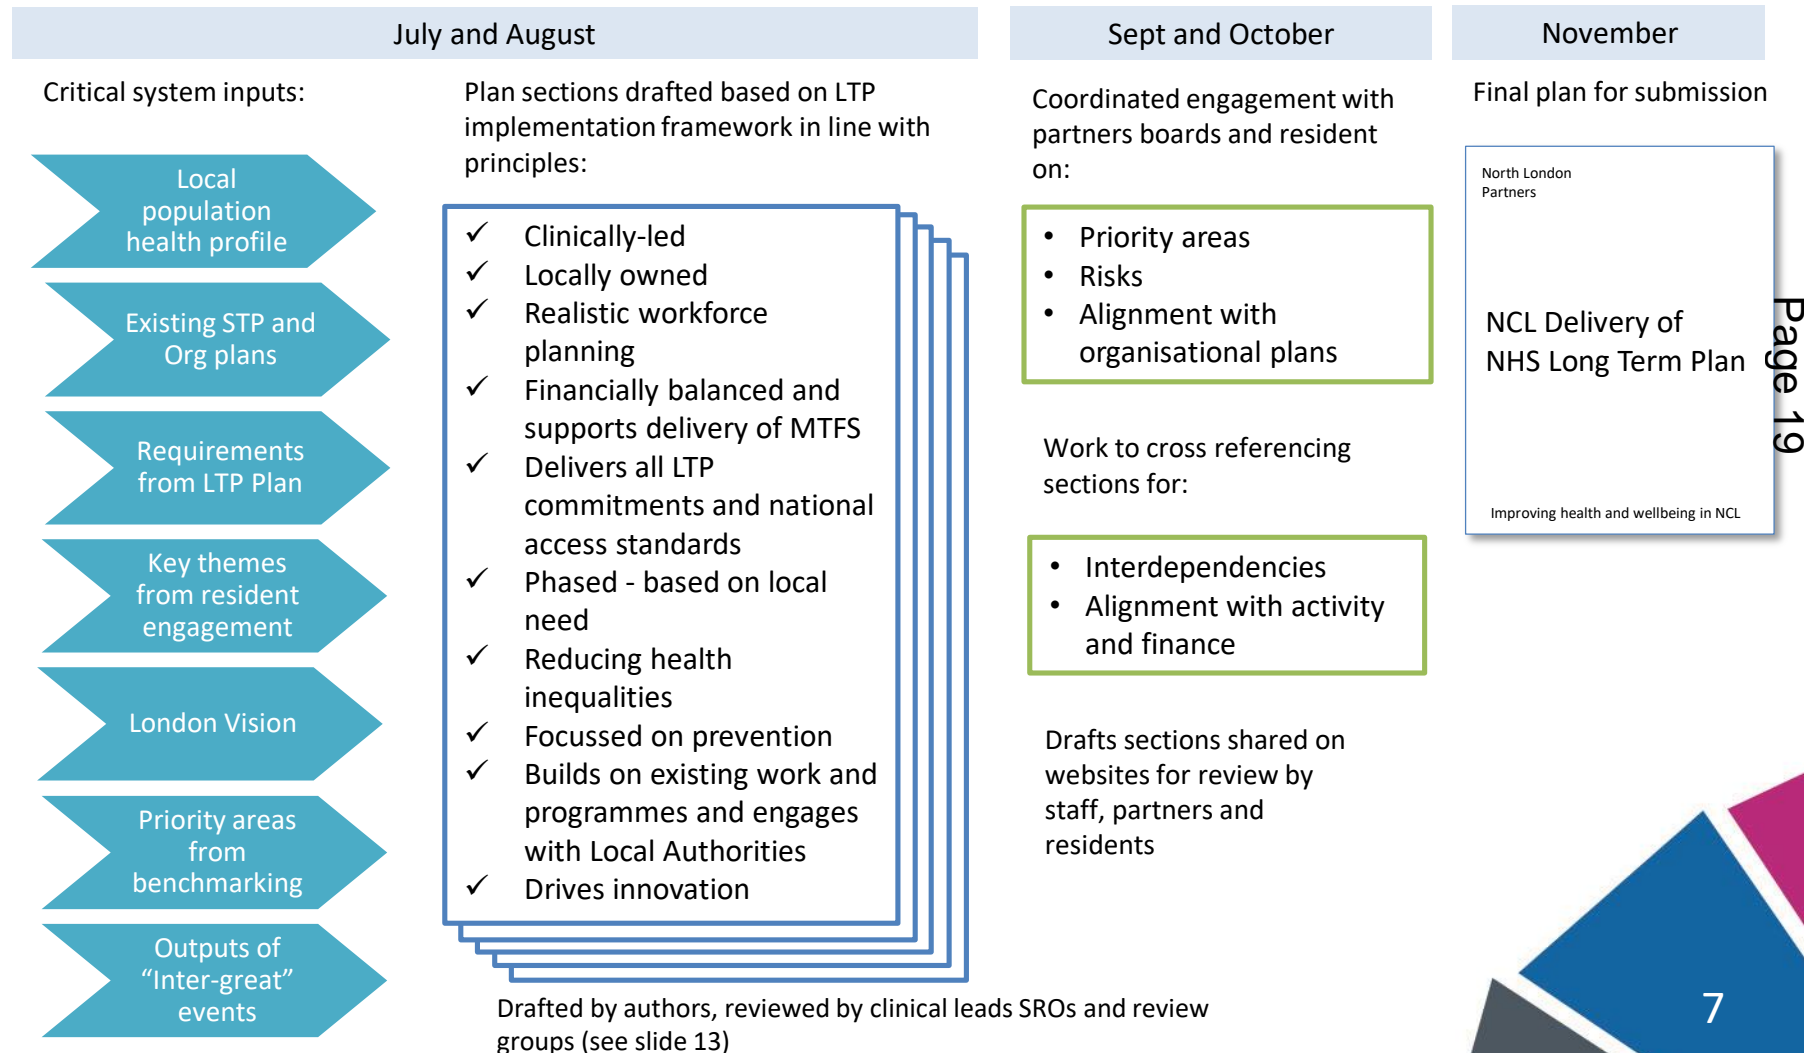 July and August
Critical system inputs:
Local
population
health profile
Existing STP and
Org plans
Requirements
from LTP Plan
Key themes
from resident
engagement
London Vision
Priority areas
from
benchmarking
Outputs of
“Inter-great”
events
Plan sections drafted based on LTP
implementation framework in line with
principles:
✓ Clinically-led
✓ Locally owned
✓ Realistic workforce
planning
✓ Financially balanced and
supports delivery of MTFS
✓ Delivers all LTP
commitments and national
access standards
✓ Phased - based on local
need
✓ Reducing health
inequalities
✓ Focussed on prevention
✓ Builds on existing work and
programmes and engages
with Local Authorities
✓ Drives innovation
Drafted by authors, reviewed by clinical leads SROs and review
groups (see slide 13)
Sept and October
Coordinated engagement with
partners boards and resident
on:
• Priority areas
• Risks
• Alignment with
organisational plans
Work to cross referencing
sections for:
• Interdependencies
• Alignment with activity
and finance
Drafts sections shared on
websites for review by
staff, partners and
residents
November
Final plan for submission
North London
Partners
NCL Delivery of
NHS Long Term Plan
Improving health and wellbeing in NCL
Page 19
7